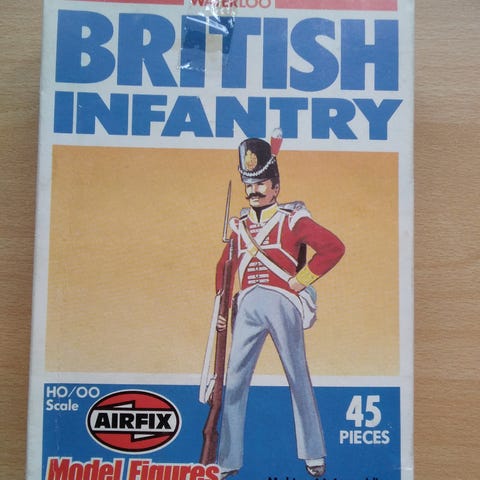 WATERLOO
BRITISH
INFANTRY
HO/OO
Scale
AIRFIX
45
PIECES
Model Figures